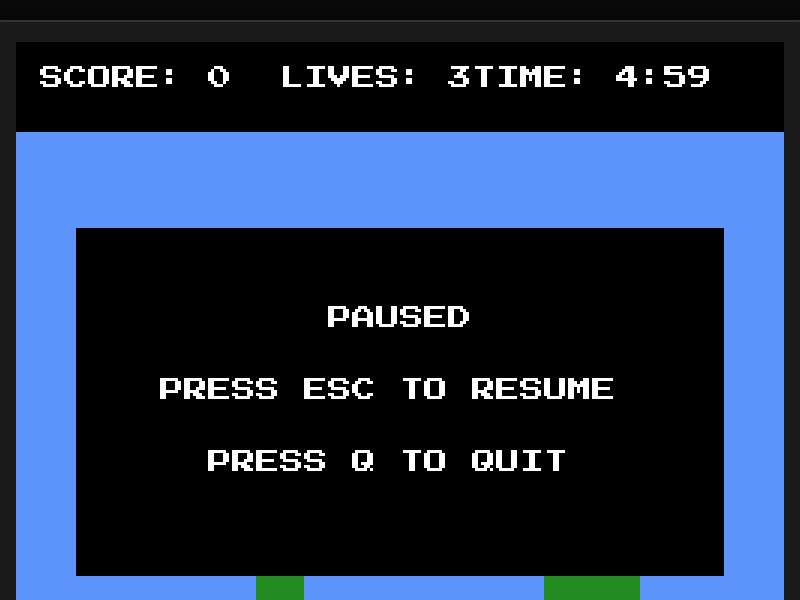 SCORE: 0  LIVES: 3TIME: 4:59
PAUSED
PRESS ESC TO RESUME
PRESS Q TO QUIT